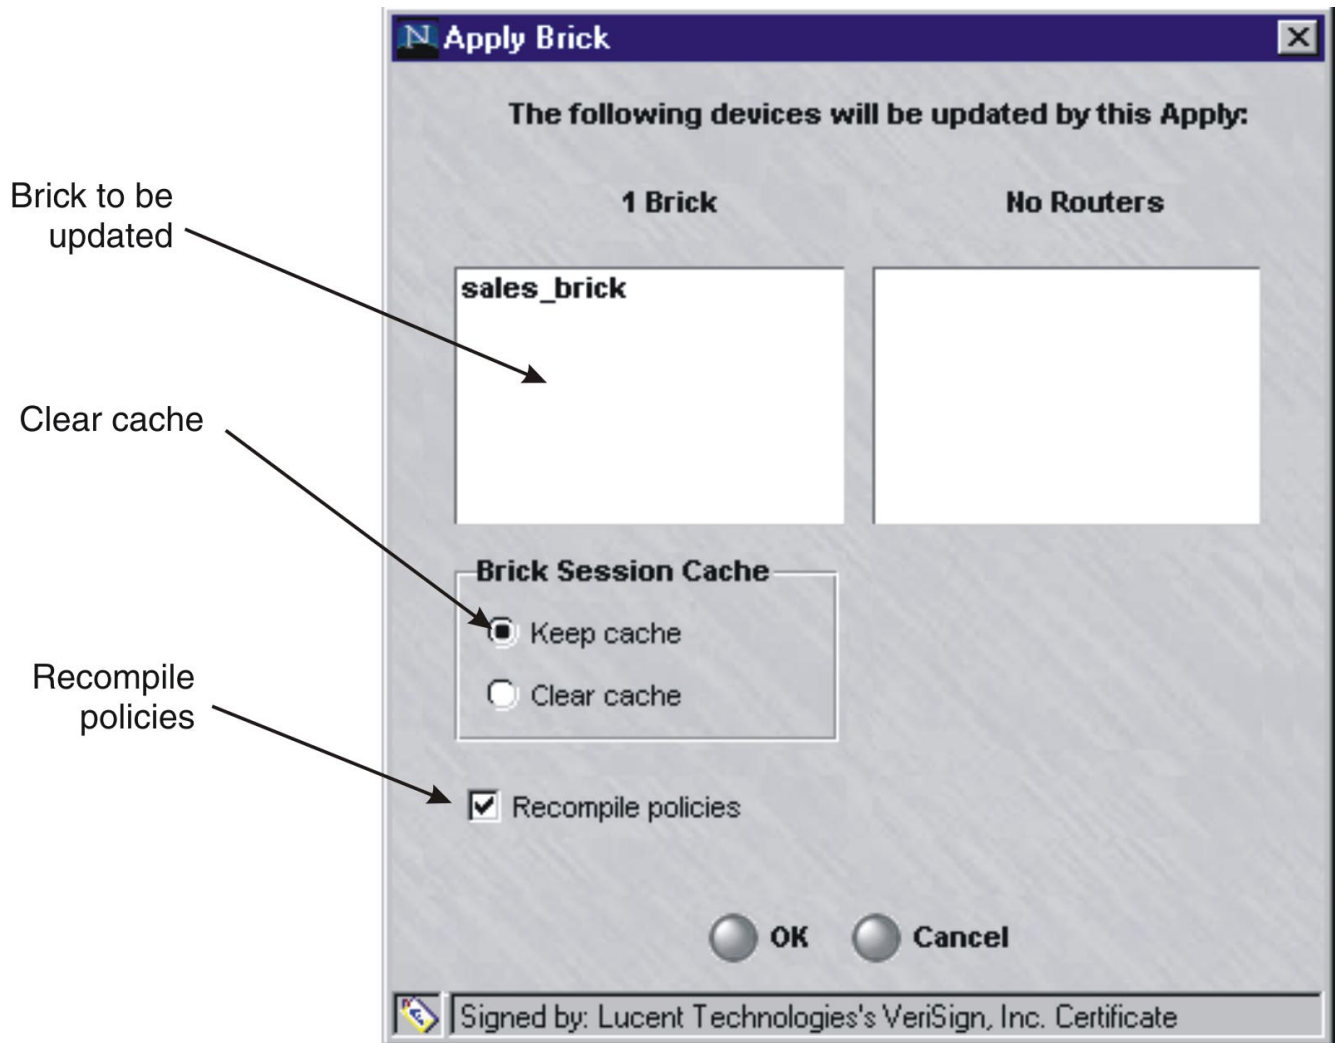 N Apply Brick
The following devices will be updated by this Apply:
Brick to be
updated
1 Brick
No Routers
sales_brick
Clear cache
Brick Session Cache
Keep cache
Clear cache
Recompile
policies
Recompile policies
OK
Cancel
Signed by: Lucent Technologies's VeriSign, Inc. Certificate